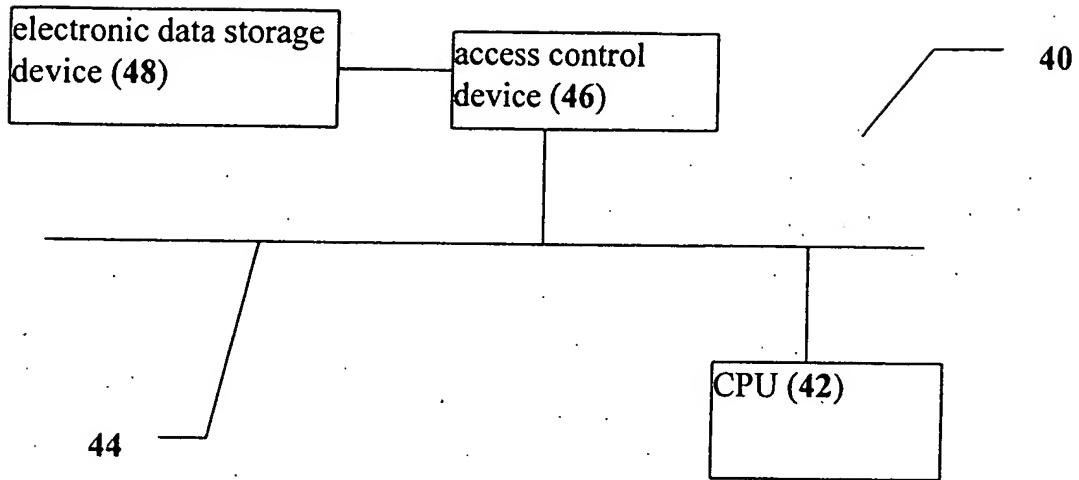 electronic data storage
device (48)
access control
device (46)
40
44
CPU (42)